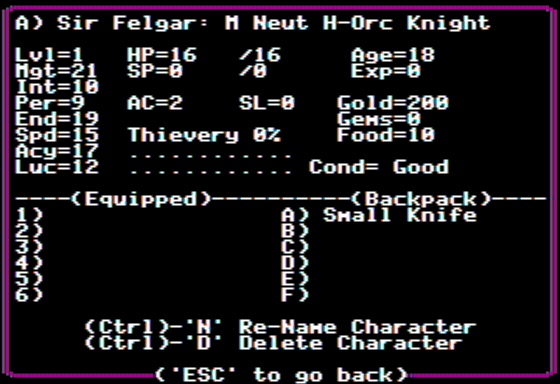 A) Sir Felgar: M Neut H-Orc Knight
Lvl=1 HP=16 /16 Age=18
Mgt=21 SP=0 /0 Exp=0
Int=10
Per=9 AC=2 SL=0 Gold=200
End=19 Gems=0
Spd=15 Thievery 0% Food=10
Acy=17 ............
Luc=12 ............ Cond= Good
----(Equipped)----------(Backpack)----
1) A) Small Knife
2) B)
3) C)
4) D)
5) E)
6) F)
(Ctrl)-'N' Re-Name Character
(Ctrl)-'D' Delete Character
('ESC' to go back)